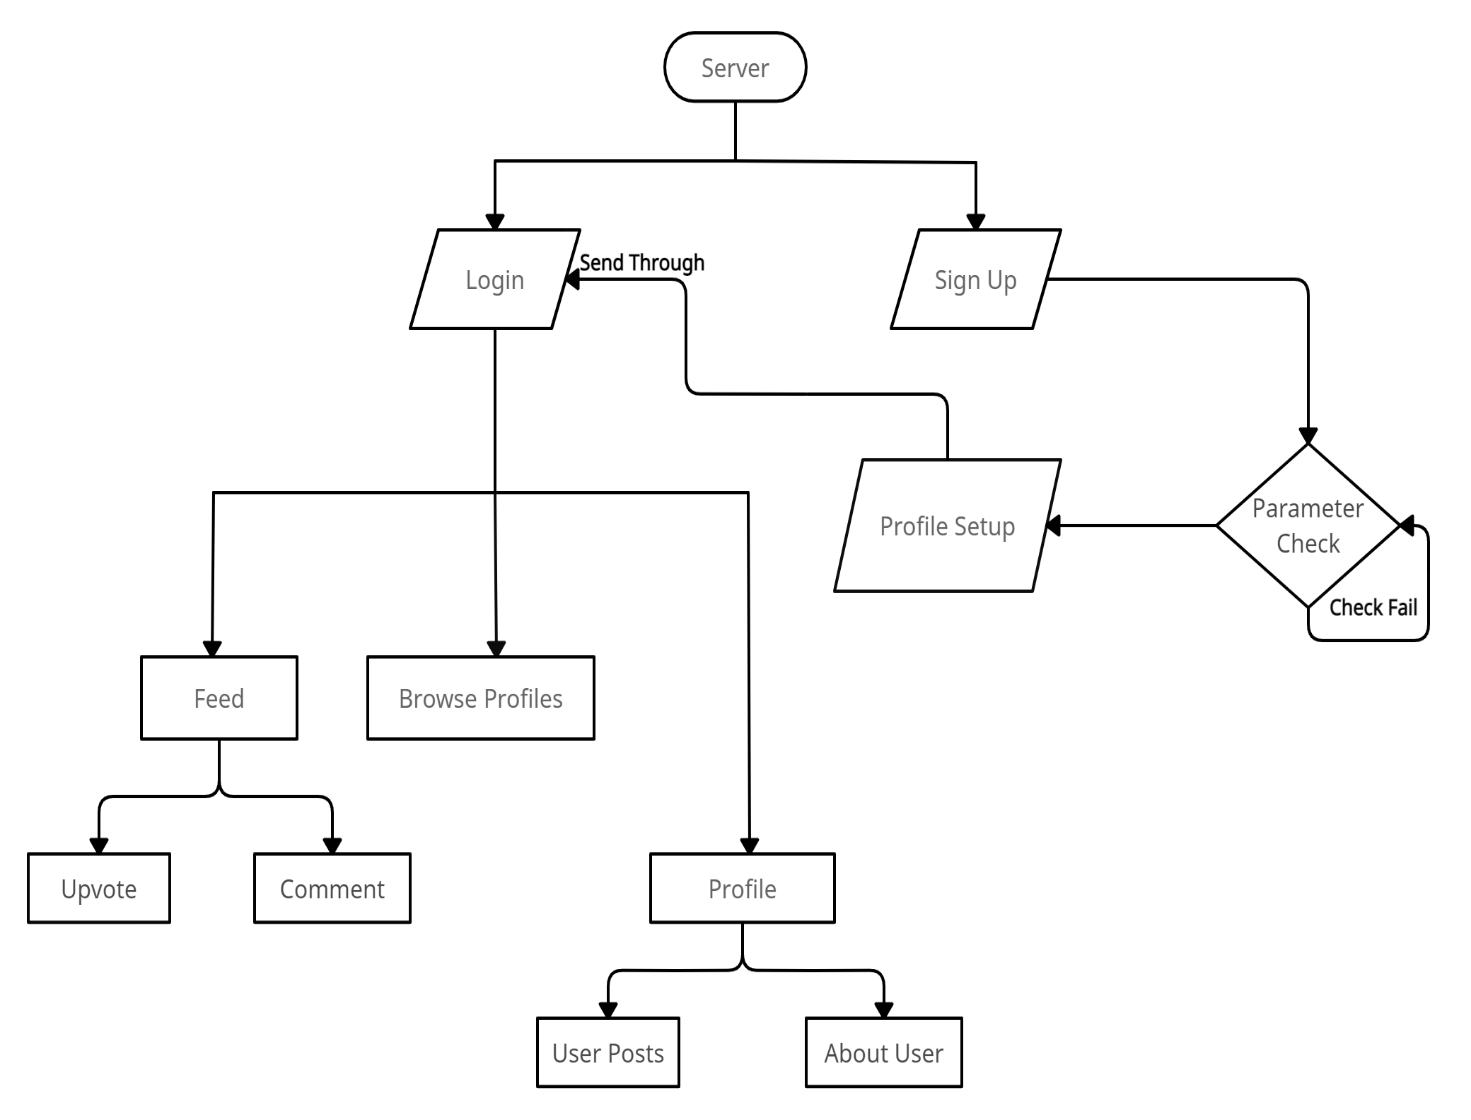 Server
Send Through
Login
Sign Up
Parameter
Check
Profile Setup
Check Fail
Feed
Browse Profiles
Upvote
Comment
Profile
User Posts
About User